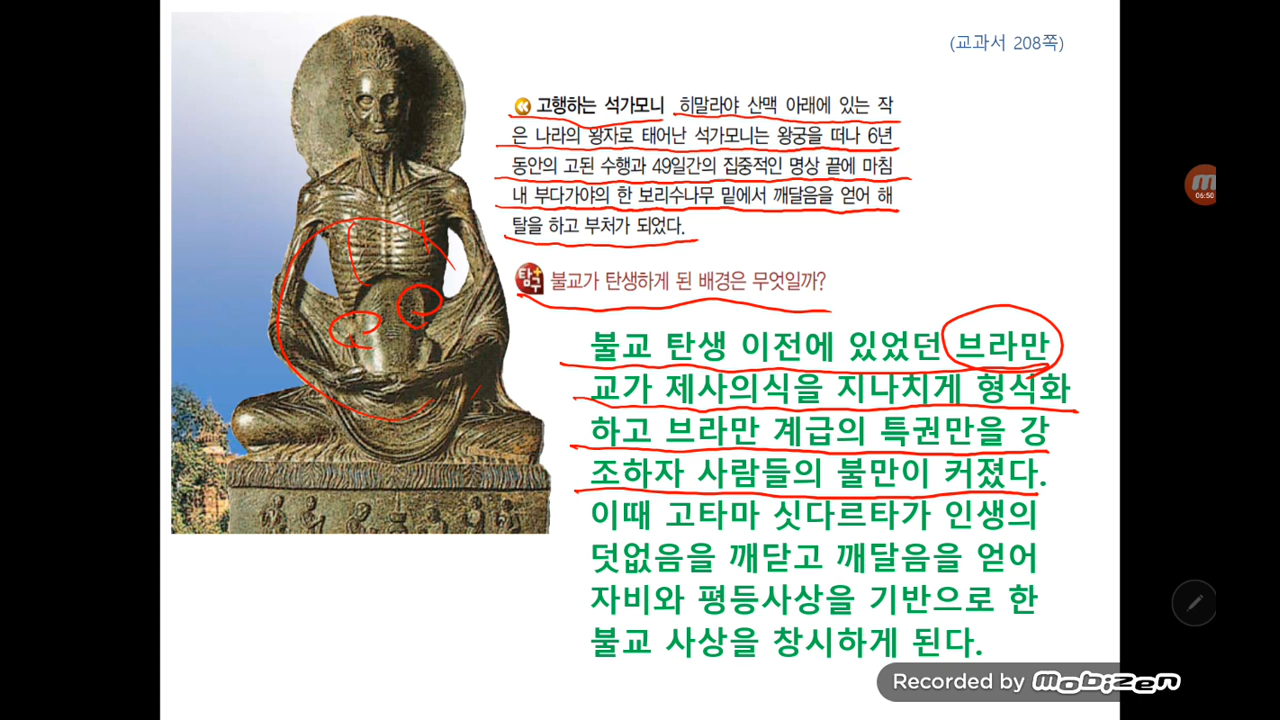 (교과서 208쪽)
고행하는 석가모니 히말라야 산맥 아래에 있는 작
은 나라의 왕자로 태어난 석가모니는 왕궁을 떠나 6년
동안의 고된 수행과 49일간의 집중적인 명상 끝에 마침
내 부다가야의 한 보리수나무 밑에서 깨달음을 얻어 해
탈을 하고 부처가 되었다.
탐구 불교가 탄생하게 된 배경은 무엇일까?
불교 탄생 이전에 있었던 브라만
교가 제사의식을 지나치게 형식화
하고 브라만 계급의 특권만을 강
조하자 사람들의 불만이 커졌다.
이때 고타마 싯다르타가 인생의
덧없음을 깨닫고 깨달음을 얻어
자비와 평등사상을 기반으로 한
불교 사상을 창시하게 된다.
06:50
Recorded by mobizen